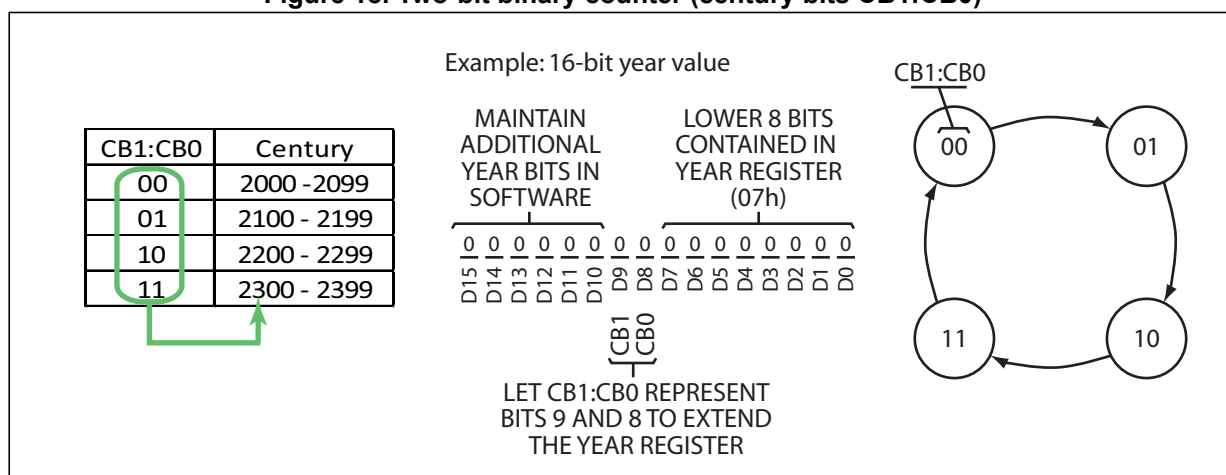 Figure 18. Two-bit binary counter (century bits CB1:CB0)
Example: 16-bit year value
CB1:CB0 Century
00 2000 -2099
01 2100 - 2199
10 2200 - 2299
11 2300 - 2399
MAINTAIN
ADDITIONAL
YEAR BITS IN
SOFTWARE
LOWER 8 BITS
CONTAINED IN
YEAR REGISTER
(07h)
0 0 0 0 0 0 0 0 0 0 0 0 0 0 0 0
D15 D14 D13 D12 D11 D10 D9 D8 D7 D6 D5 D4 D3 D2 D1 D0
CB1
CB0
LET CB1:CB0 REPRESENT
BITS 9 AND 8 TO EXTEND
THE YEAR REGISTER
CB1:CB0
00
01
11
10